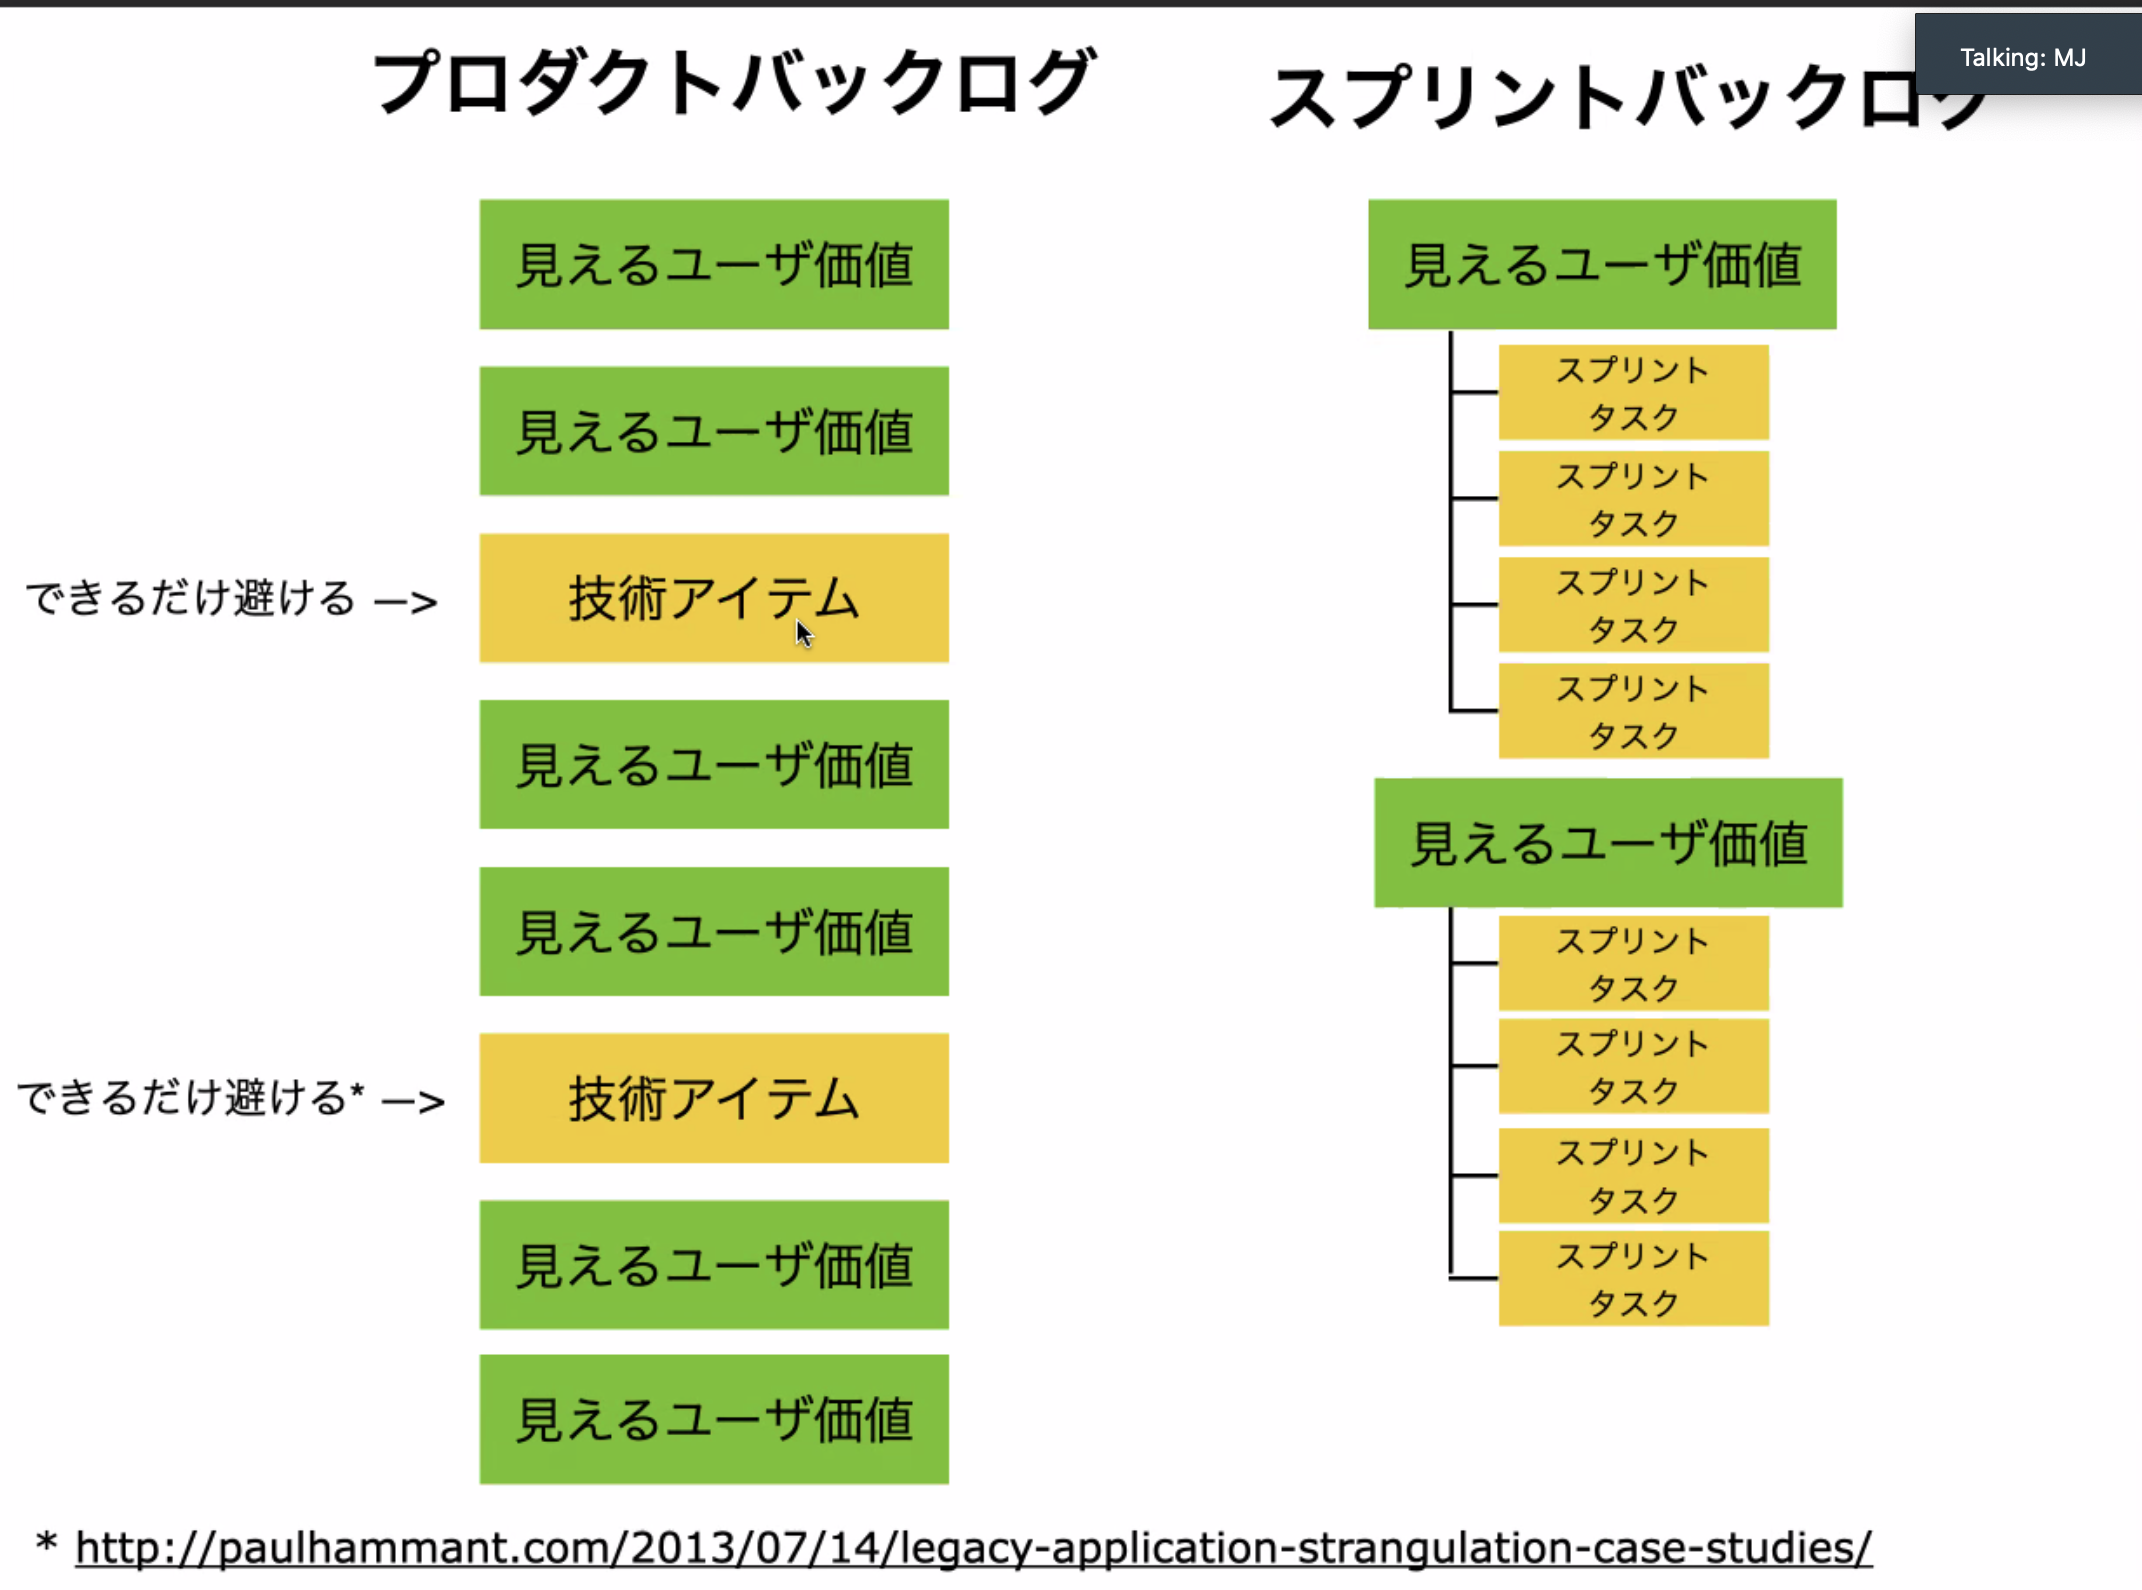 Talking: MJ
プロダクトバックログ
見えるユーザ価値
見えるユーザ価値
できるだけ避ける —>
技術アイテム
見えるユーザ価値
見えるユーザ価値
できるだけ避ける* —>
技術アイテム
見えるユーザ価値
見えるユーザ価値
スプリントバックログ
見えるユーザ価値
スプリント
タスク
スプリント
タスク
スプリント
タスク
スプリント
タスク
見えるユーザ価値
スプリント
タスク
スプリント
タスク
スプリント
タスク
スプリント
タスク
* http://paulhammant.com/2013/07/14/legacy-application-strangulation-case-studies/